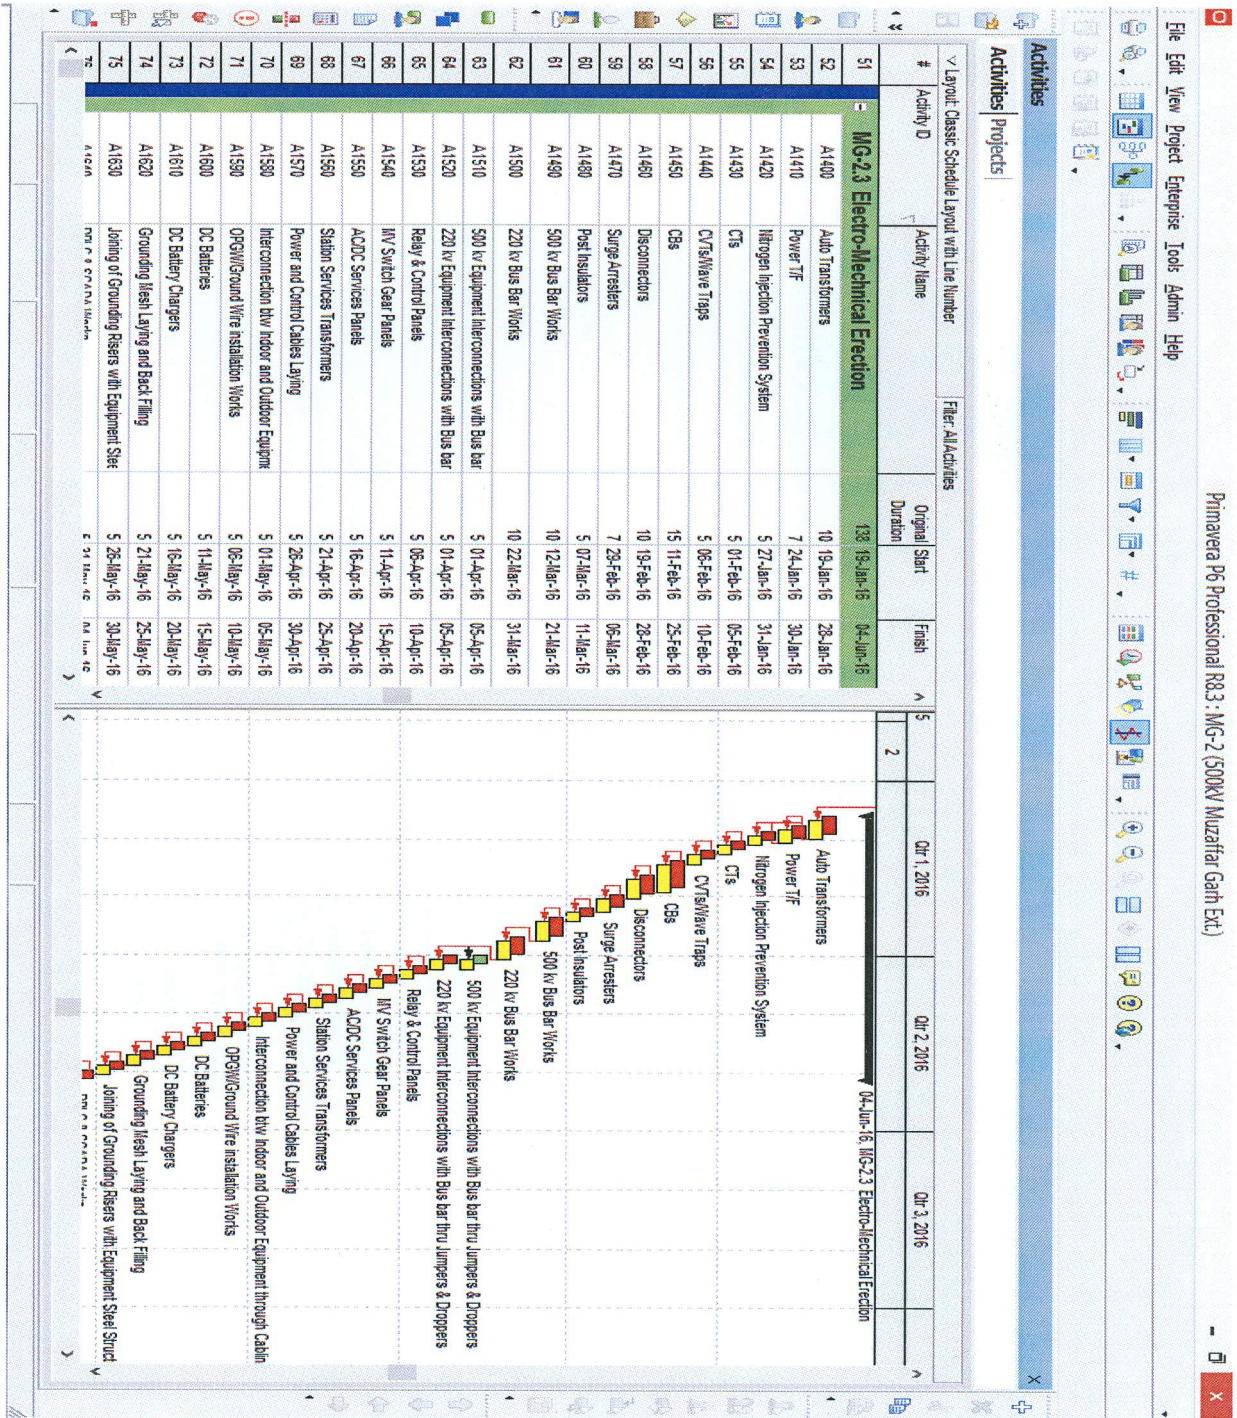 Primavera P6 Professional R8.3 : MG-2 (500kV Muzaffar Garh Ext.)
File Edit View Project Enterprise Tools Admin Help
Activities
Activities Projects
Layout: Classic Schedule Layout with Line Number Filter: All Activities
# Activity ID Activity Name Original Duration Start Finish
51 MG-2.3 Electro-Mechnical Erection 138 19-Jan-16 04-Jun-16
52 A1400 Auto Transformers 10 19-Jan-16 28-Jan-16
53 A1410 Power T/F 7 24-Jan-16 30-Jan-16
54 A1420 Nitrogen Injection Prevention System 5 27-Jan-16 31-Jan-16
55 A1430 CTs 5 01-Feb-16 05-Feb-16
56 A1440 CVTs/Wave Traps 5 06-Feb-16 10-Feb-16
57 A1450 CBs 15 11-Feb-16 25-Feb-16
58 A1460 Disconnectors 10 19-Feb-16 28-Feb-16
59 A1470 Surge Arresters 7 29-Feb-16 06-Mar-16
60 A1480 Post Insulators 5 07-Mar-16 11-Mar-16
61 A1490 500 kv Bus Bar Works 10 12-Mar-16 21-Mar-16
62 A1500 220 kv Bus Bar Works 10 22-Mar-16 31-Mar-16
63 A1510 500 kv Equipment Interconnections with Bus bar 5 01-Apr-16 05-Apr-16
64 A1520 220 kv Equipment Interconnections with Bus bar 5 01-Apr-16 05-Apr-16
65 A1530 Relay & Control Panels 5 06-Apr-16 10-Apr-16
66 A1540 MV Switch Gear Panels 5 11-Apr-16 15-Apr-16
67 A1550 AC/DC Services Panels 5 16-Apr-16 20-Apr-16
68 A1560 Station Services Transformers 5 21-Apr-16 25-Apr-16
69 A1570 Power and Control Cables Laying 5 26-Apr-16 30-Apr-16
70 A1580 Interconnection btw Indoor and Outdoor Equipme 5 01-May-16 05-May-16
71 A1590 OPGW/Ground Wire installation Works 5 06-May-16 10-May-16
72 A1600 DC Batteries 5 11-May-16 15-May-16
73 A1610 DC Battery Chargers 5 16-May-16 20-May-16
74 A1620 Grounding Mesh Laying and Back Filling 5 21-May-16 25-May-16
75 A1630 Joining of Grounding Risers with Equipment Stee 5 26-May-16 30-May-16
5 Qtr 1, 2016 Qtr 2, 2016 Qtr 3, 2016
2
04-Jun-16, MG-2.3 Electro-Mechnical Erection
Auto Transformers
Power T/F
Nitrogen Injection Prevention System
CTs
CVTs/Wave Traps
CBs
Disconnectors
Surge Arresters
Post Insulators
500 kv Bus Bar Works
220 kv Bus Bar Works
500 kv Equipment Interconnections with Bus bar thru Jumpers & Droppers
220 kv Equipment Interconnections with Bus bar thru Jumpers & Droppers
Relay & Control Panels
MV Switch Gear Panels
AC/DC Services Panels
Station Services Transformers
Power and Control Cables Laying
Interconnection btw Indoor and Outdoor Equipment through Cablin
OPGW/Ground Wire installation Works
DC Batteries
DC Battery Chargers
Grounding Mesh Laying and Back Filling
Joining of Grounding Risers with Equipment Steel Struct